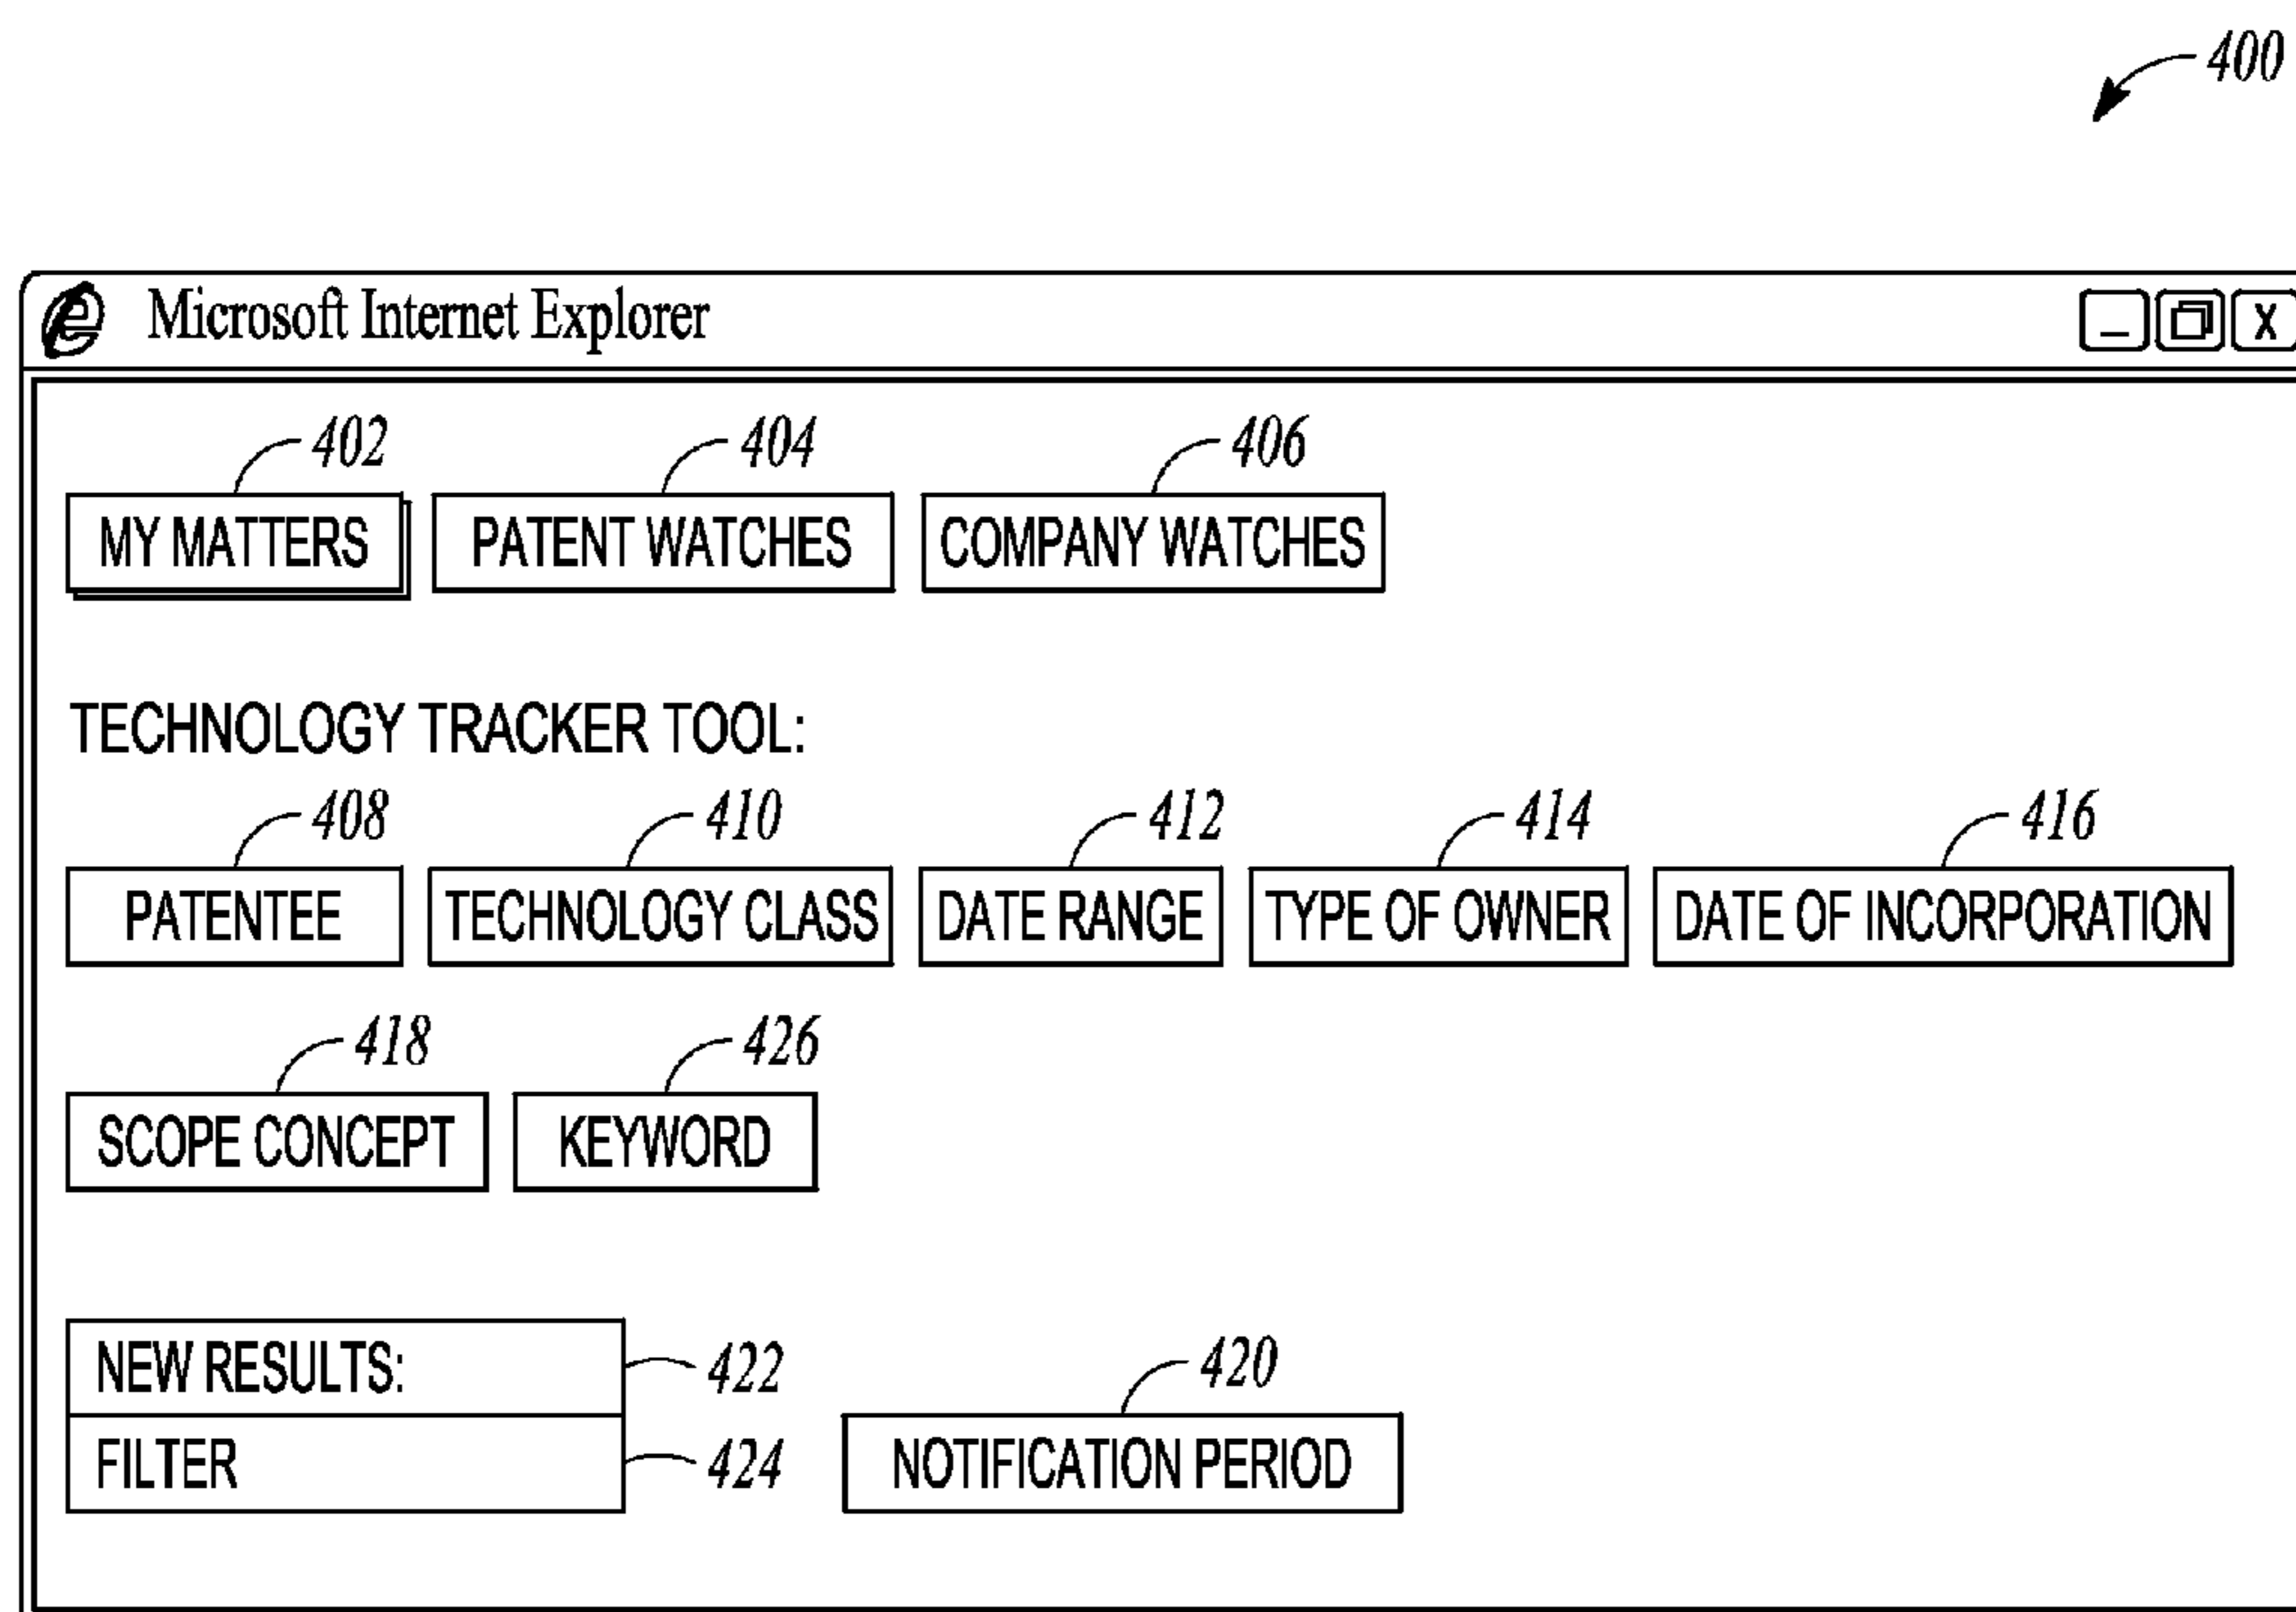 400
Microsoft Internet Explorer
402 404 406
MY MATTERS PATENT WATCHES COMPANY WATCHES
TECHNOLOGY TRACKER TOOL:
408 410 412 414 416
PATENTEE TECHNOLOGY CLASS DATE RANGE TYPE OF OWNER DATE OF INCORPORATION
418 426
SCOPE CONCEPT KEYWORD
NEW RESULTS: 422 420
FILTER 424 NOTIFICATION PERIOD